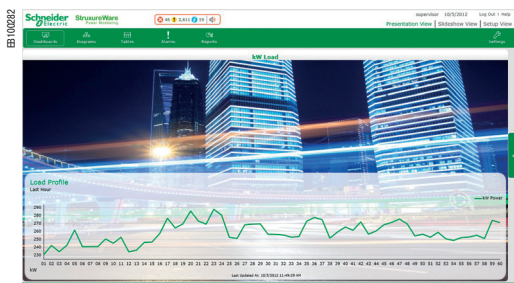 EB100282
Schneider Electric
StruxureWare
Power Monitoring
supervisor 10/5/2012 Log Out | Help
Presentation View | Slideshow View | Setup View
Dashboards Diagrams Tables Alarms Reports Settings
kW Load
Load Profile
Last Hour
kW Power
290
280
270
260
250
240
230
01 02 03 04 05 06 07 08 09 10 11 12 13 14 15 16 17 18 19 20 21 22 23 24 25 26 27 28 29 30 31 32 33 34 35 36 37 38 39 40 41 42 43 44 45 46 47 48 49 50 51 52 53 54 55 56 57 58 59 60
kW